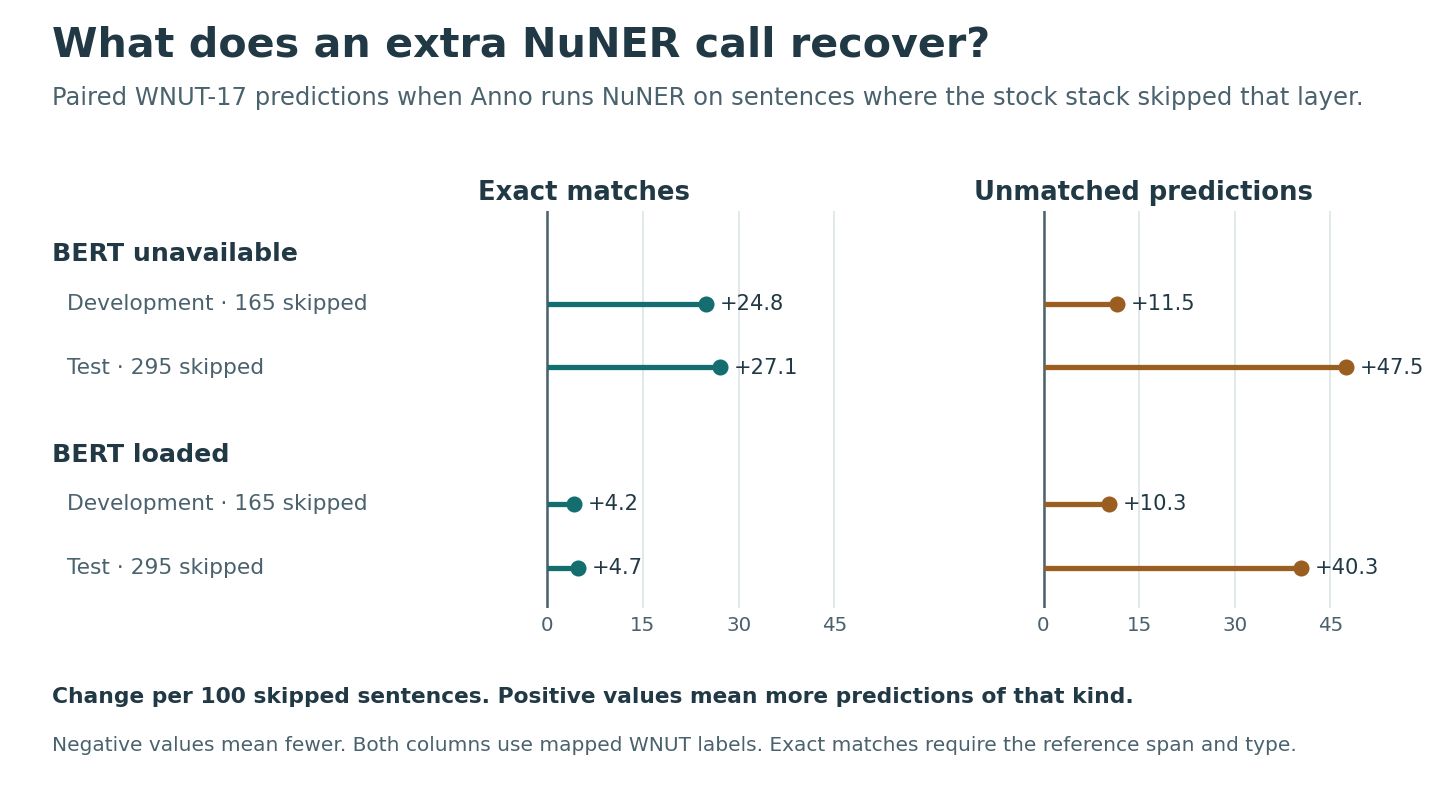 What does an extra NuNER call recover?
Paired WNUT-17 predictions when Anno runs NuNER on sentences where the stock stack skipped that layer.
Exact matches
Unmatched predictions
BERT unavailable
Development · 165 skipped
+24.8
+11.5
Test · 295 skipped
+27.1
+47.5
BERT loaded
Development · 165 skipped
+4.2
+10.3
Test · 295 skipped
+4.7
+40.3
0 15 30 45
0 15 30 45
Change per 100 skipped sentences. Positive values mean more predictions of that kind.
Negative values mean fewer. Both columns use mapped WNUT labels. Exact matches require the reference span and type.